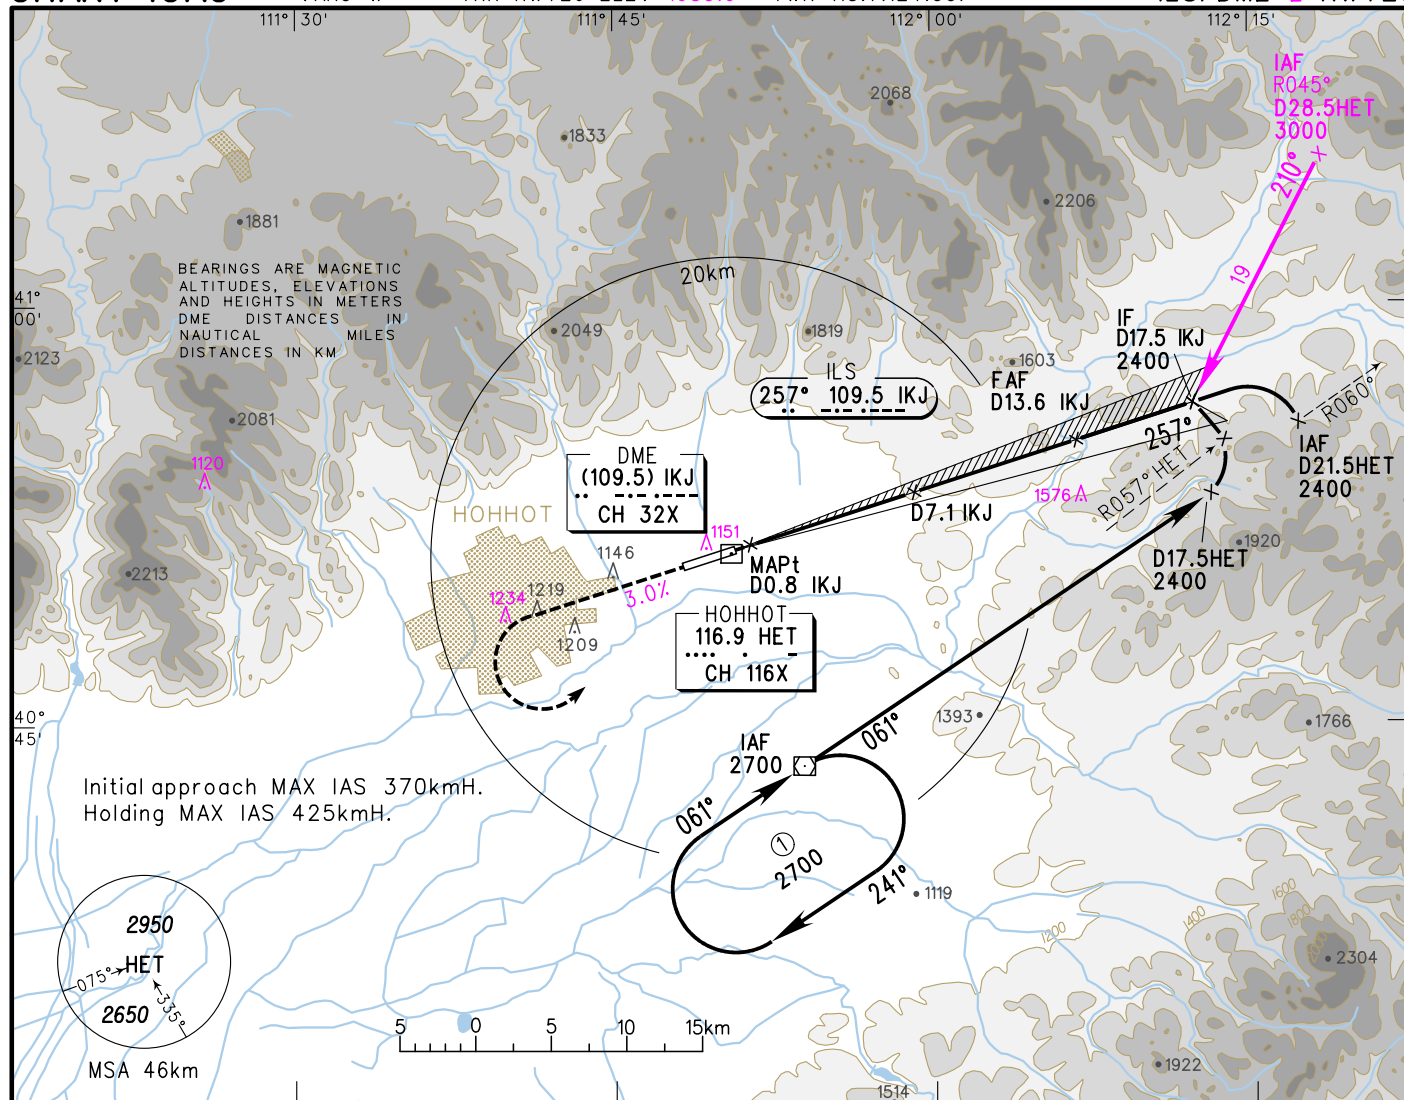 111° 30'
111° 45'
112° 00'
112° 15'
IAF
R045°
D28.5HET
3000
210°
19
2068
1833
2206
1881
BEARINGS ARE MAGNETIC
ALTITUDES, ELEVATIONS
AND HEIGHTS IN METERS
DME DISTANCES IN
NAUTICAL MILES
DISTANCES IN KM
20km
41°
00'
2123
2049
1819
1603
IF
D17.5 IKJ
2400
ILS
257° 109.5 IKJ
FAF
D13.6 IKJ
R060°
IAF
D21.5HET
2400
2081
1120
257°
R057° HET
DME
(109.5) IKJ
CH 32X
HOHHOT
1576
D7.1 IKJ
1151
1920
1146
MAPt
D0.8 IKJ
D17.5HET
2400
2213
1219
1234
3.0%
1209
HOHHOT
116.9 HET
CH 116X
40°
45'
1393
1766
061°
IAF
2700
Initial approach MAX IAS 370kmH.
Holding MAX IAS 425kmH.
061°
1
2700
241°
1119
1600
1400
1800
1200
2304
2950
HET
075°
335°
2650
MSA 46km
5 0 5 10 15km
1922
1514